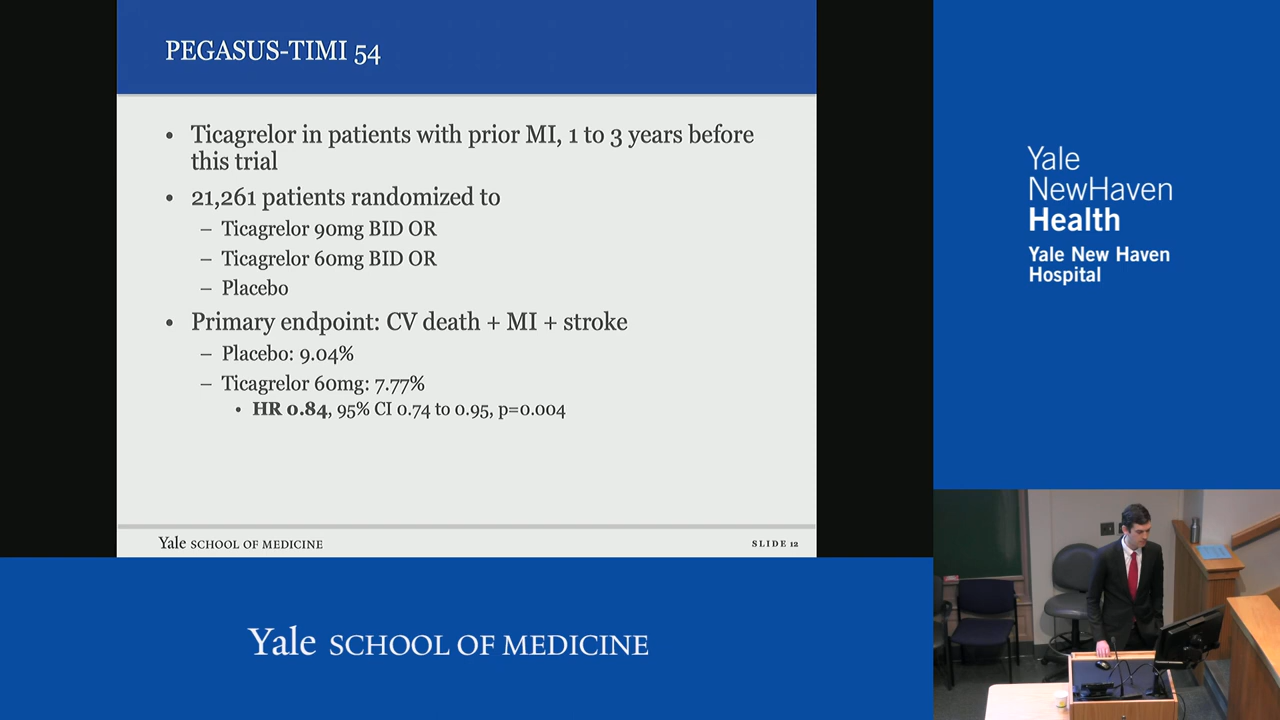 PEGASUS-TIMI 54
• Ticagrelor in patients with prior MI, 1 to 3 years before
this trial
• 21,261 patients randomized to
– Ticagrelor 90mg BID OR
– Ticagrelor 60mg BID OR
– Placebo
• Primary endpoint: CV death + MI + stroke
– Placebo: 9.04%
– Ticagrelor 60mg: 7.77%
• HR 0.84, 95% CI 0.74 to 0.95, p=0.004
Yale SCHOOL OF MEDICINE
SLIDE 12
Yale
NewHaven
Health
Yale New Haven
Hospital
Yale SCHOOL OF MEDICINE